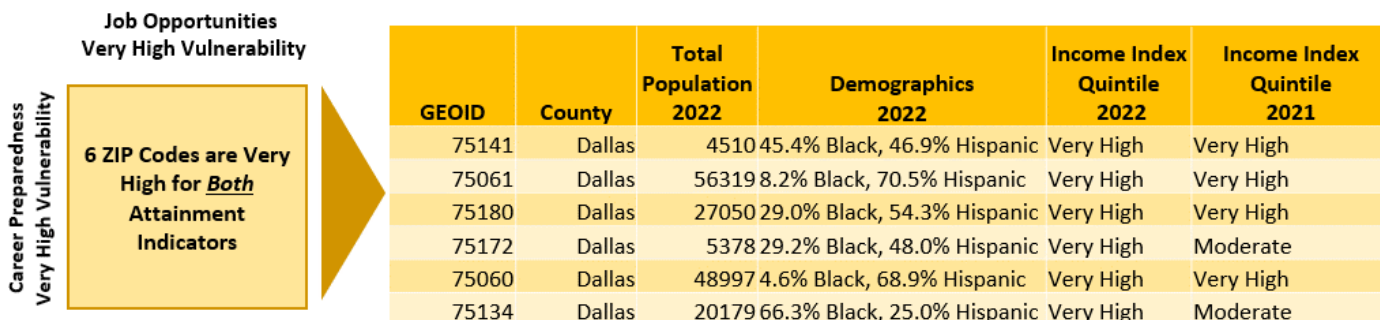 Job Opportunities
Very High Vulnerability
Career Preparedness
Very High Vulnerability
6 ZIP Codes are Very
High for Both
Attainment
Indicators
GEOID County Total Population 2022 Demographics 2022 Income Index Quintile 2022 Income Index Quintile 2021
75141 Dallas 4510 45.4% Black, 46.9% Hispanic Very High Very High
75061 Dallas 56319 8.2% Black, 70.5% Hispanic Very High Very High
75180 Dallas 27050 29.0% Black, 54.3% Hispanic Very High Very High
75172 Dallas 5378 29.2% Black, 48.0% Hispanic Very High Moderate
75060 Dallas 48997 4.6% Black, 68.9% Hispanic Very High Very High
75134 Dallas 20179 66.3% Black, 25.0% Hispanic Very High Moderate